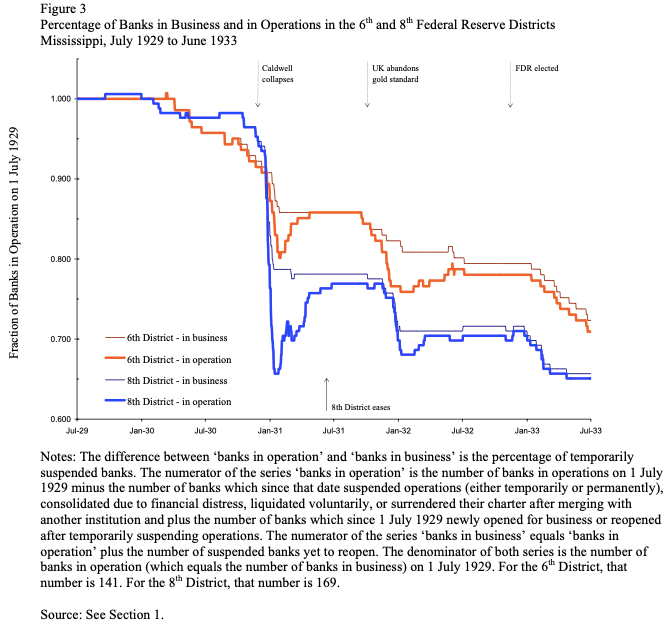 Figure 3
Percentage of Banks in Business and in Operations in the 6th and 8th Federal Reserve Districts
Mississippi, July 1929 to June 1933
Caldwell
collapses
UK abandons
gold standard
FDR elected
Fraction of Banks in Operation on 1 July 1929
1.000
0.900
0.800
0.700
0.600
6th District - in business
6th District - in operation
8th District - in business
8th District - in operation
8th District eases
Jul-29
Jan-30
Jul-30
Jan-31
Jul-31
Jan-32
Jul-32
Jan-33
Jul-33
Notes: The difference between ‘banks in operation’ and ‘banks in business’ is the percentage of temporarily
suspended banks. The numerator of the series ‘banks in operation’ is the number of banks in operations on 1 July
1929 minus the number of banks which since that date suspended operations (either temporarily or permanently),
consolidated due to financial distress, liquidated voluntarily, or surrendered their charter after merging with
another institution and plus the number of banks which since 1 July 1929 newly opened for business or reopened
after temporarily suspending operations. The numerator of the series ‘banks in business’ equals ‘banks in
operation’ plus the number of suspended banks yet to reopen. The denominator of both series is the number of
banks in operation (which equals the number of banks in business) on 1 July 1929. For the 6th District, that
number is 141. For the 8th District, that number is 169.
Source: See Section 1.